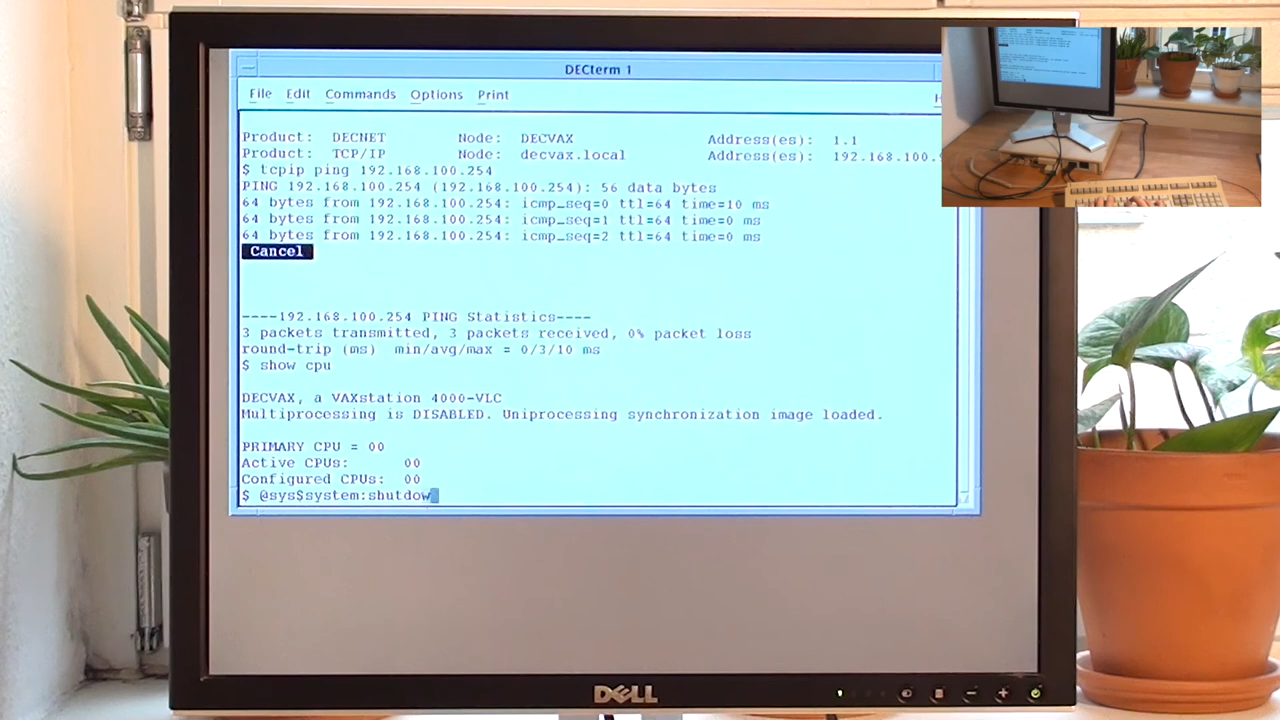 DECterm 1
File Edit Commands Options Print
Product: DECNET Node: DECVAX Address(es): 1.1
Product: TCP/IP Node: decvax.local Address(es): 192.168.100.
$ tcpip ping 192.168.100.254
PING 192.168.100.254 (192.168.100.254): 56 data bytes
64 bytes from 192.168.100.254: icmp_seq=0 ttl=64 time=10 ms
64 bytes from 192.168.100.254: icmp_seq=1 ttl=64 time=0 ms
64 bytes from 192.168.100.254: icmp_seq=2 ttl=64 time=0 ms
Cancel
----192.168.100.254 PING Statistics----
3 packets transmitted, 3 packets received, 0% packet loss
round-trip (ms) min/avg/max = 0/3/10 ms
$ show cpu
DECVAX, a VAXstation 4000-VLC
Multiprocessing is DISABLED. Uniprocessing synchronization image loaded.
PRIMARY CPU = 00
Active CPUs: 00
Configured CPUs: 00
$ @sys$system:shutdow
DELL